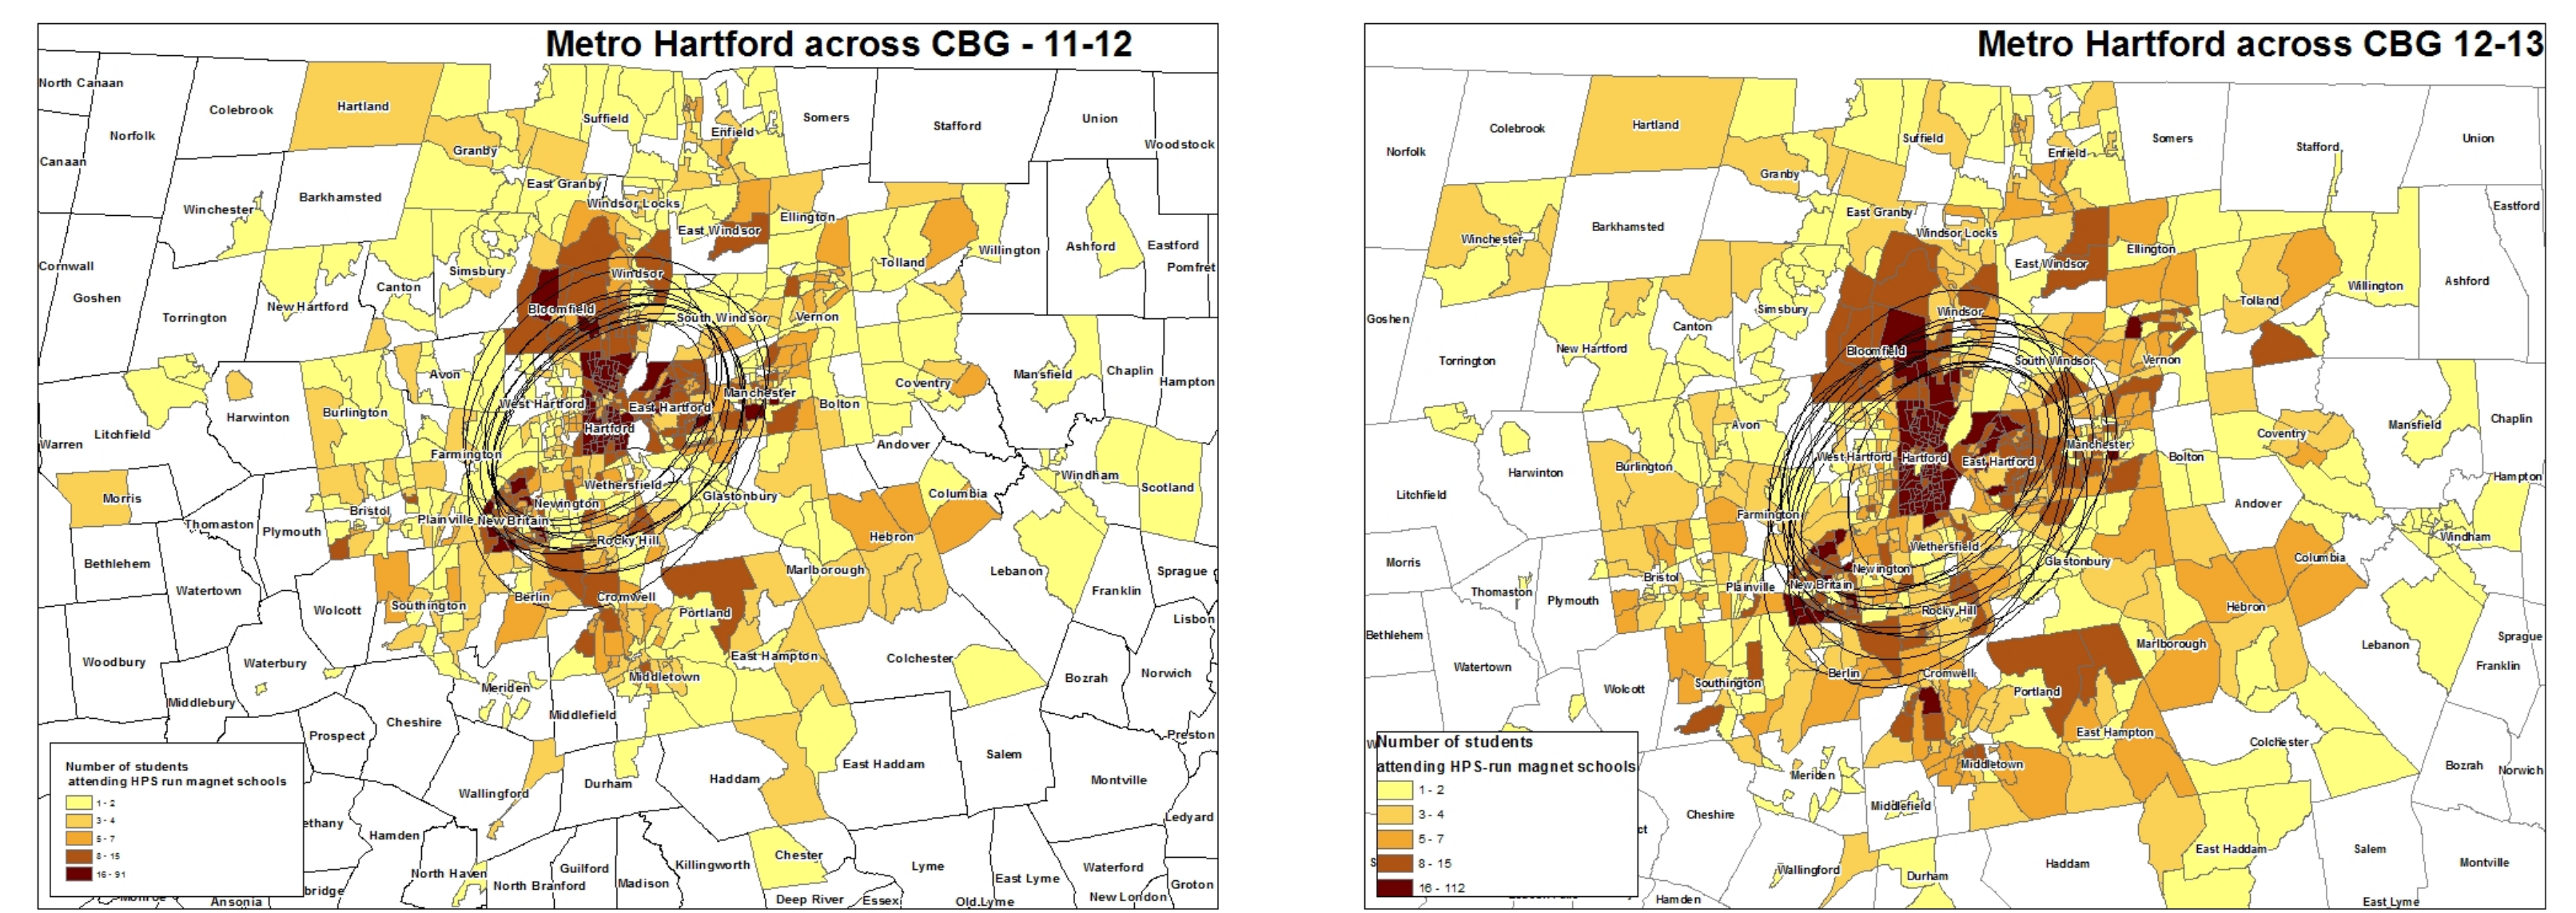 Metro Hartford across CBG - 11-12
North Canaan
Colebrook
Hartland
Suffield
Enfield
Somers
Stafford
Union
Norfolk
Canaan
Granby
Woodstock
East Granby
Barkhamsted
Winchester
Windsor Locks
Ellington
East Windsor
Willington
Ashford
Eastford
Pomfret
Cornwall
Goshen
Simsbury
Windsor
Tolland
Canton
New Hartford
Torrington
Bloomfield
South Windsor
Vernon
Avon
Coventry
Mansfield
Chaplin
Hampton
Manchester
West Hartford
East Hartford
Bolton
Harwinton
Burlington
Litchfield
Hartford
Warren
Andover
Farmington
Windham
Scotland
Wethersfield
Glastonbury
Columbia
Morris
Newington
Bristol
Plainville
New Britain
Thomaston
Plymouth
Rocky Hill
Hebron
Bethlehem
Marlborough
Lebanon
Sprague
Franklin
Watertown
Wolcott
Southington
Berlin
Cromwell
Portland
Lisbon
Woodbury
Waterbury
East Hampton
Colchester
Middletown
Bozrah
Norwich
Meriden
Middlebury
Middlefield
Cheshire
Prospect
Preston
Salem
Montville
East Haddam
Haddam
Durham
Wallingford
Number of students
attending HPS run magnet schools
1 - 2
3 - 4
5 - 7
8 - 15
16 - 91
ethany
Hamden
Ledyard
Chester
Killingworth
Guilford
Lyme
Waterford
North Haven
North Branford
Madison
East Lyme
Groton
bridge
New London
Ansonia
Deep River
Essex
Old Lyme
Metro Hartford across CBG 12-13
Colebrook
Hartland
Suffield
Enfield
Somers
Stafford
Union
Norfolk
Granby
Eastford
East Granby
Barkhamsted
Winchester
Windsor Locks
Ellington
East Windsor
Willington
Ashford
Tolland
Simsbury
Windsor
Goshen
Canton
New Hartford
Torrington
Bloomfield
South Windsor
Vernon
Avon
Mansfield
Chaplin
Coventry
Manchester
West Hartford
Hartford
East Hartford
Bolton
Burlington
Harwinton
Hampton
Litchfield
Andover
Farmington
Windham
Wethersfield
Columbia
Morris
Glastonbury
Newington
Bristol
Plainville
New Britain
Thomaston
Plymouth
Rocky Hill
Hebron
Bethlehem
Sprague
Marlborough
Lebanon
Franklin
Watertown
Berlin
Cromwell
Southington
Wolcott
Portland
East Hampton
Colchester
Number of students
attending HPS-run magnet schools
1 - 2
3 - 4
5 - 7
8 - 15
16 - 112
Middletown
Bozrah
Norwich
Meriden
Middlefield
Cheshire
ct
East Haddam
Salem
Haddam
Montville
Wallingford
Durham
Hamden
East Lyme